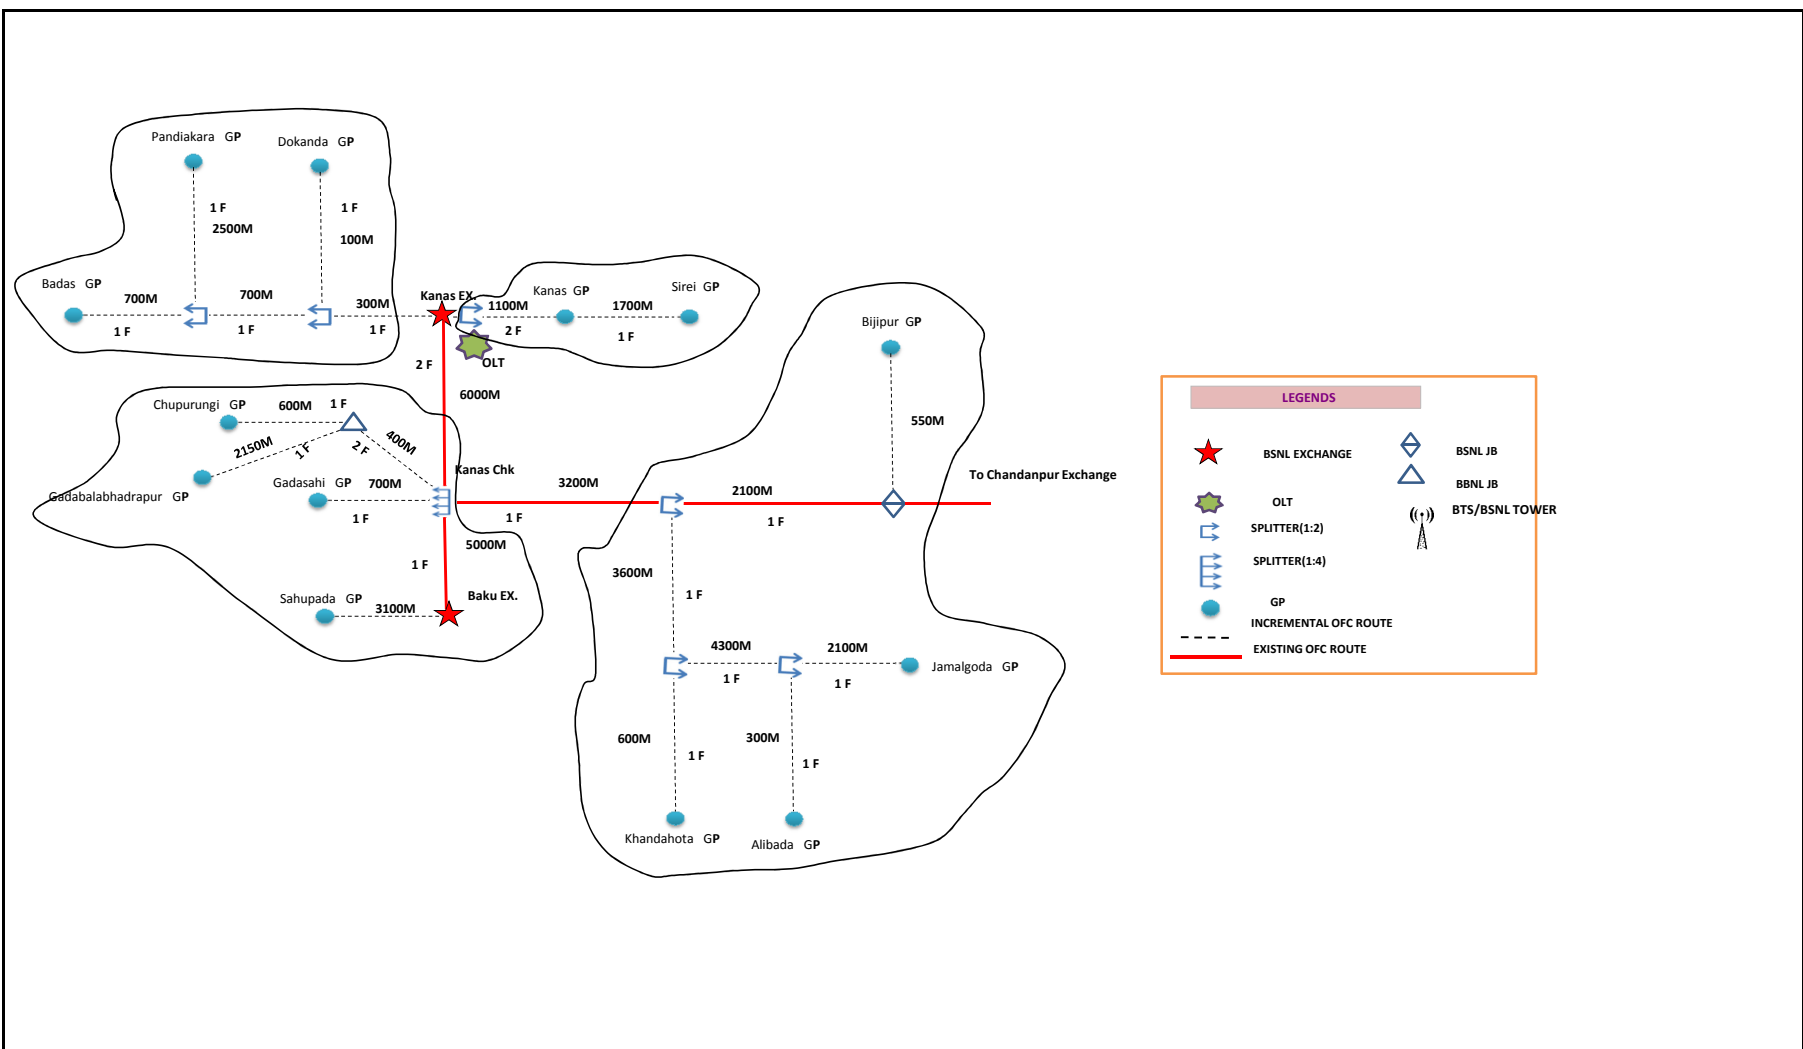 Pandiakara GP
Dokanda GP
1 F
2500M
1 F
100M
Badas GP
700M
1 F
700M
1 F
300M
1 F
Kanas EX.
1100M
2 F
Kanas GP
1700M
1 F
Sirei GP
OLT
2 F
6000M
Bijipur GP
550M
Chupurungi GP
600M
1 F
2150M
1 F
2 F
400M
Gadabalabhadrapur GP
Gadasahi GP
700M
1 F
Kanas Chk
3200M
1 F
2100M
1 F
To Chandanpur Exchange
5000M
1 F
Sahupada GP
3100M
Baku EX.
3600M
1 F
4300M
1 F
2100M
1 F
Jamalgoda GP
600M
1 F
300M
1 F
Khandahota GP
Alibada GP
LEGENDS
BSNL EXCHANGE
BSNL JB
BBNL JB
OLT
BTS/BSNL TOWER
SPLITTER(1:2)
SPLITTER(1:4)
GP
INCREMENTAL OFC ROUTE
EXISTING OFC ROUTE